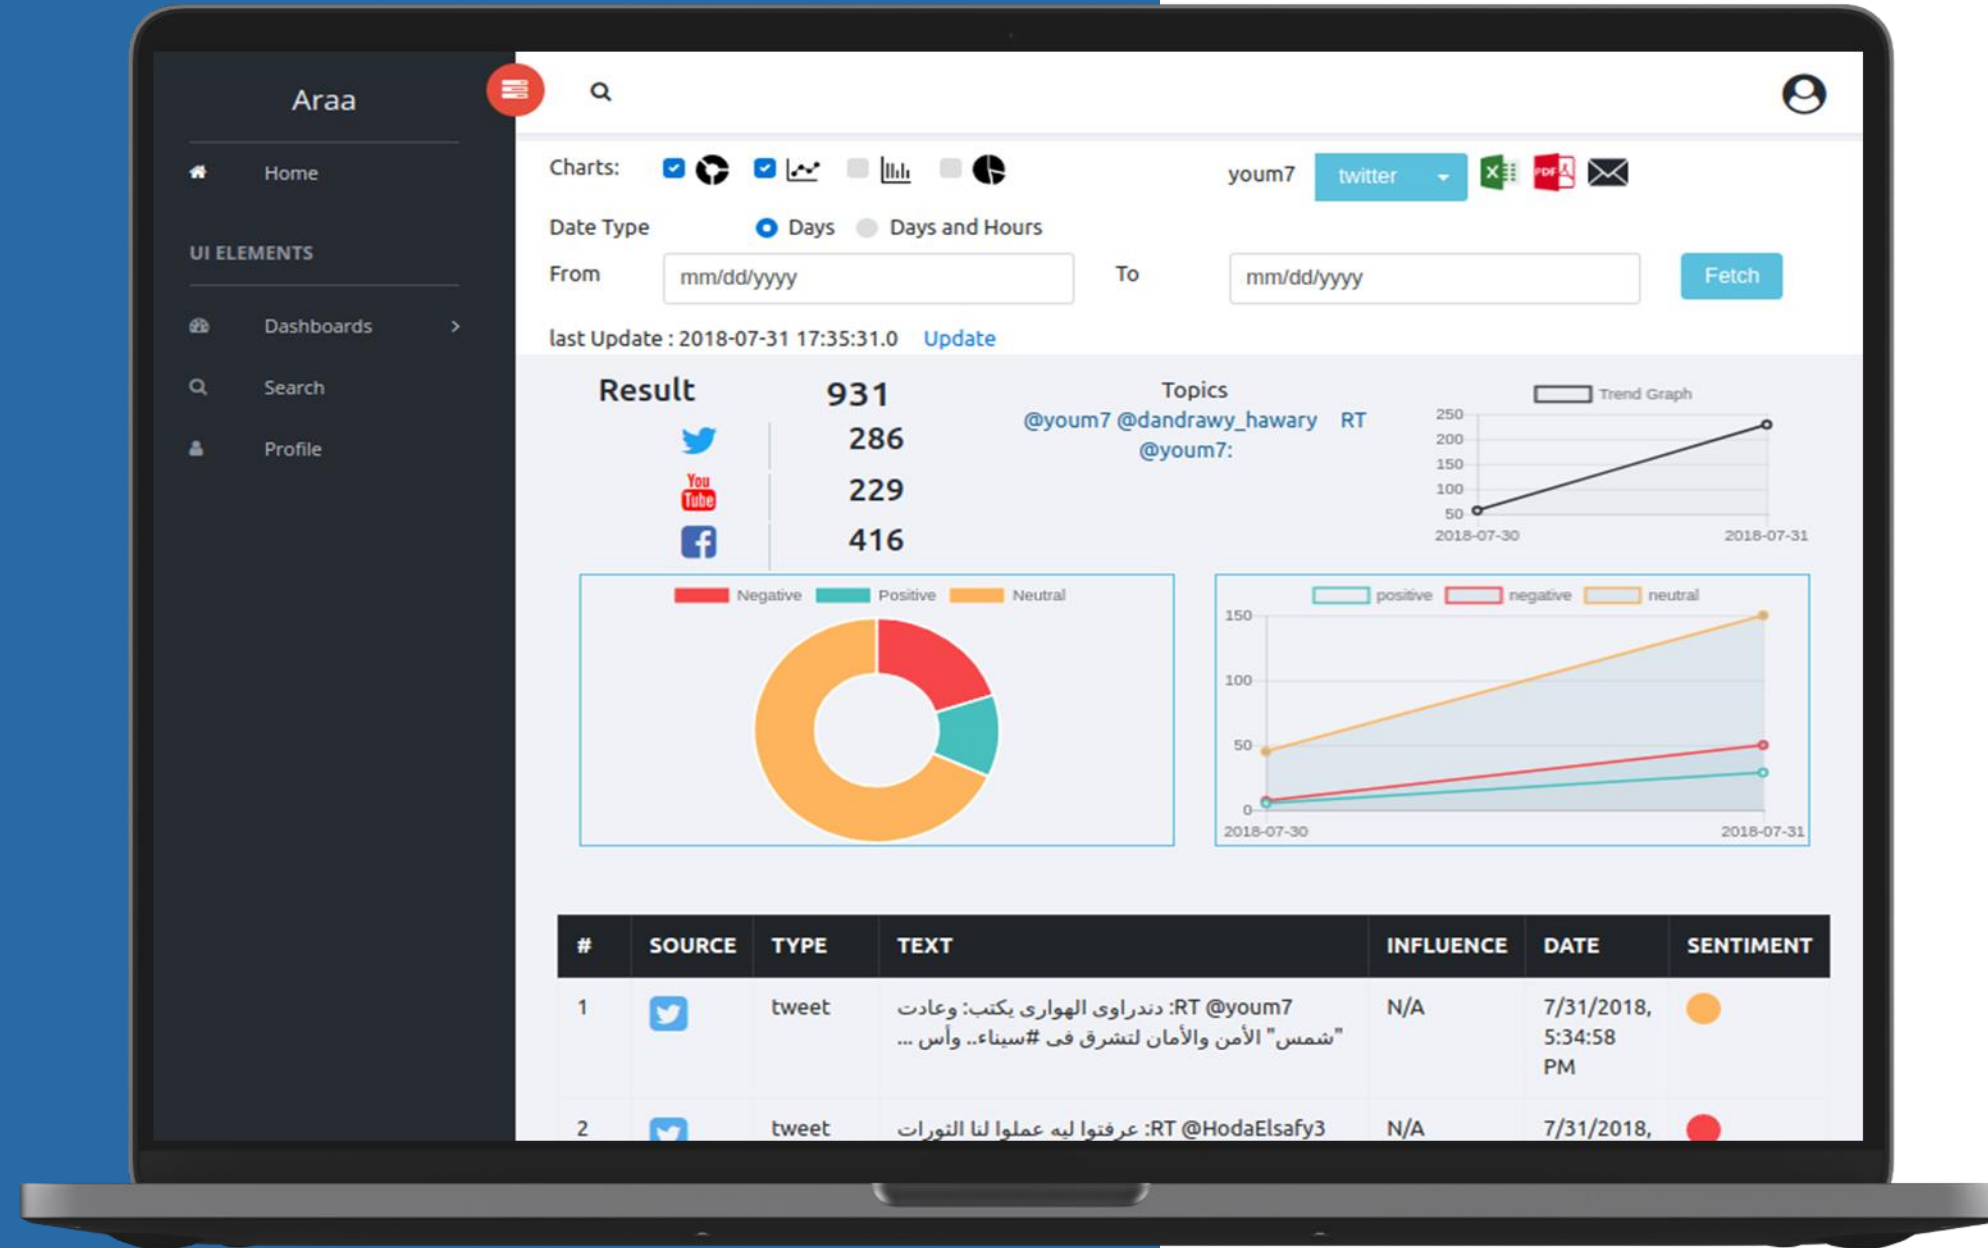 Araa
Home
UI ELEMENTS
Dashboards
Search
Profile
Charts:
youm7 twitter
PDF
Date Type Days Days and Hours
From mm/dd/yyyy To mm/dd/yyyy Fetch
last Update : 2018-07-31 17:35:31.0 Update
Result 931
286
You
Tube
229
416
Topics
@youm7 @dandrawy_hawary RT
@youm7:
Trend Graph
250
200
150
100
50
2018-07-30 2018-07-31
Negative Positive Neutral
positive negative neutral
150
100
50
0
2018-07-30 2018-07-31
# SOURCE TYPE TEXT INFLUENCE DATE SENTIMENT
1 tweet RT @youm7: دندراوى الهوارى يكتب: وعادت N/A 7/31/2018,
"شمس" الأمن والأمان لتشرق فى #سيناء.. وأس ... 5:34:58
PM
2 tweet RT @HodaElsafy3: عرفتوا ليه عملوا لنا الثورات N/A 7/31/2018,